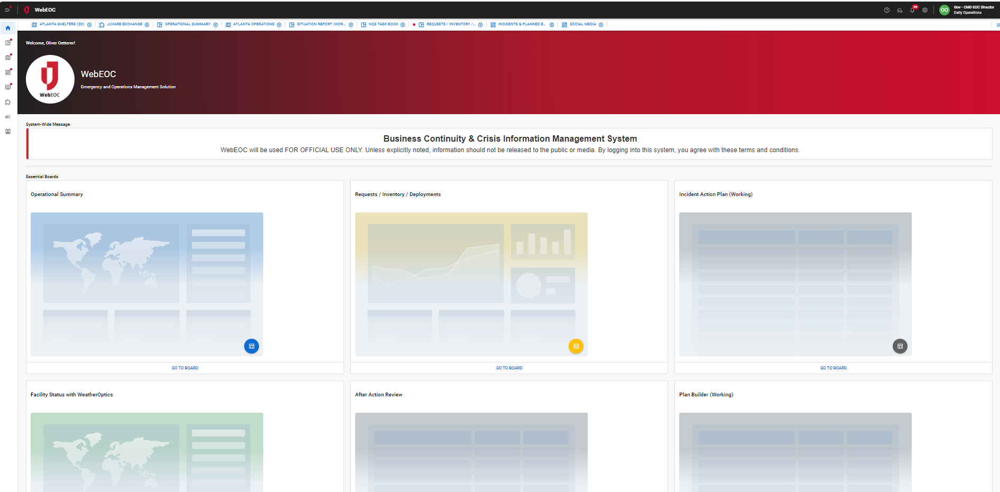 WebEOC
54
OO
Gov - CMD EOC Director
Daily Operations
ATLANTA SHELTERS (3D)
JUVARE EXCHANGE
OPERATIONAL SUMMARY
ATLANTA OPERATIONS
SITUATION REPORT (WOR...
NQS TASK BOOK
REQUESTS / INVENTORY /...
INCIDENTS & PLANNED E...
SOCIAL MEDIA
Welcome, Oliver Oetterer!
WebEOC
WebEOC
Emergency and Operations Management Solution
System-Wide Message
Business Continuity & Crisis Information Management System
WebEOC will be used FOR OFFICIAL USE ONLY. Unless explicitly noted, information should not be released to the public or media. By logging into this system, you agree with these terms and conditions.
Essential Boards
Operational Summary
Requests / Inventory / Deployments
Incident Action Plan (Working)
GO TO BOARD
GO TO BOARD
GO TO BOARD
Facility Status with WeatherOptics
After Action Review
Plan Builder (Working)